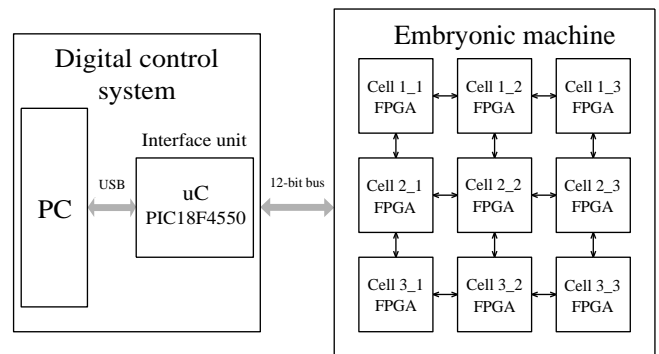 Digital control
system
Interface unit
PC
USB
uC
PIC18F4550
12-bit bus
Embryonic machine
Cell 1_1
FPGA
Cell 1_2
FPGA
Cell 1_3
FPGA
Cell 2_1
FPGA
Cell 2_2
FPGA
Cell 2_3
FPGA
Cell 3_1
FPGA
Cell 3_2
FPGA
Cell 3_3
FPGA